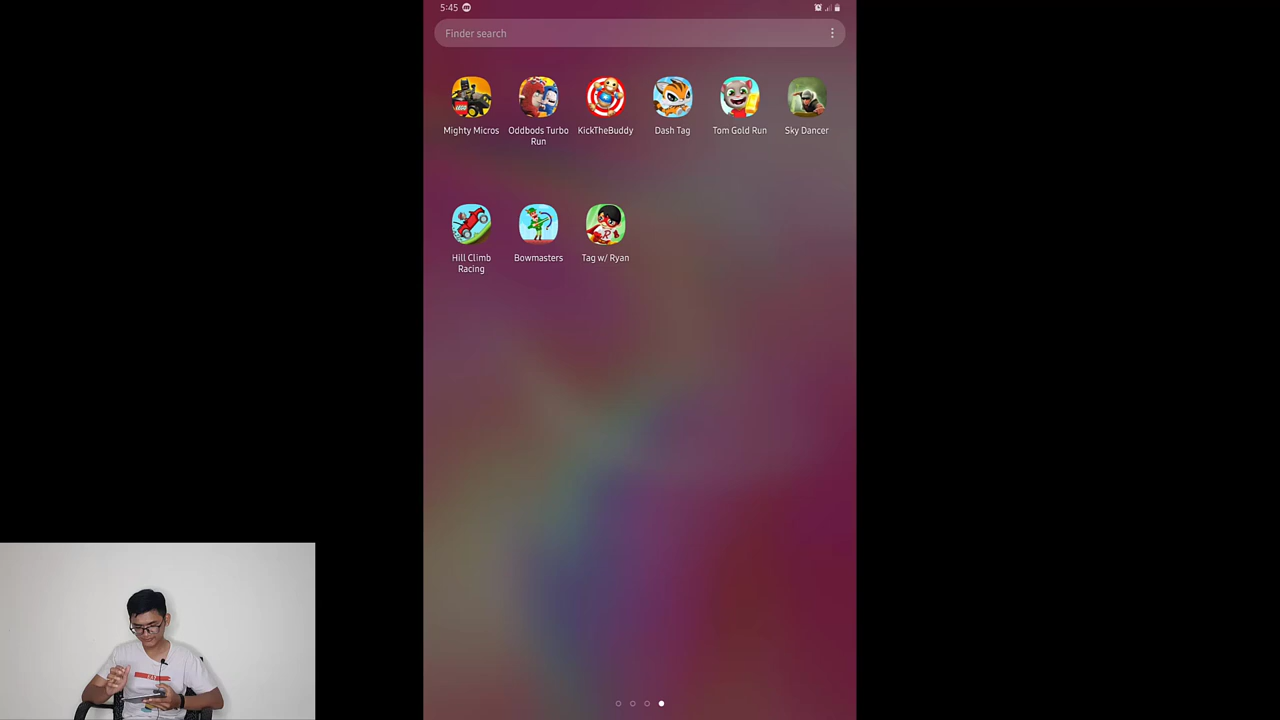 5:45
Finder search
Mighty Micros
Oddbods Turbo
Run
KickTheBuddy
Dash Tag
Tom Gold Run
Sky Dancer
LEGO
Hill Climb
Racing
Bowmasters
Tag w/ Ryan
R